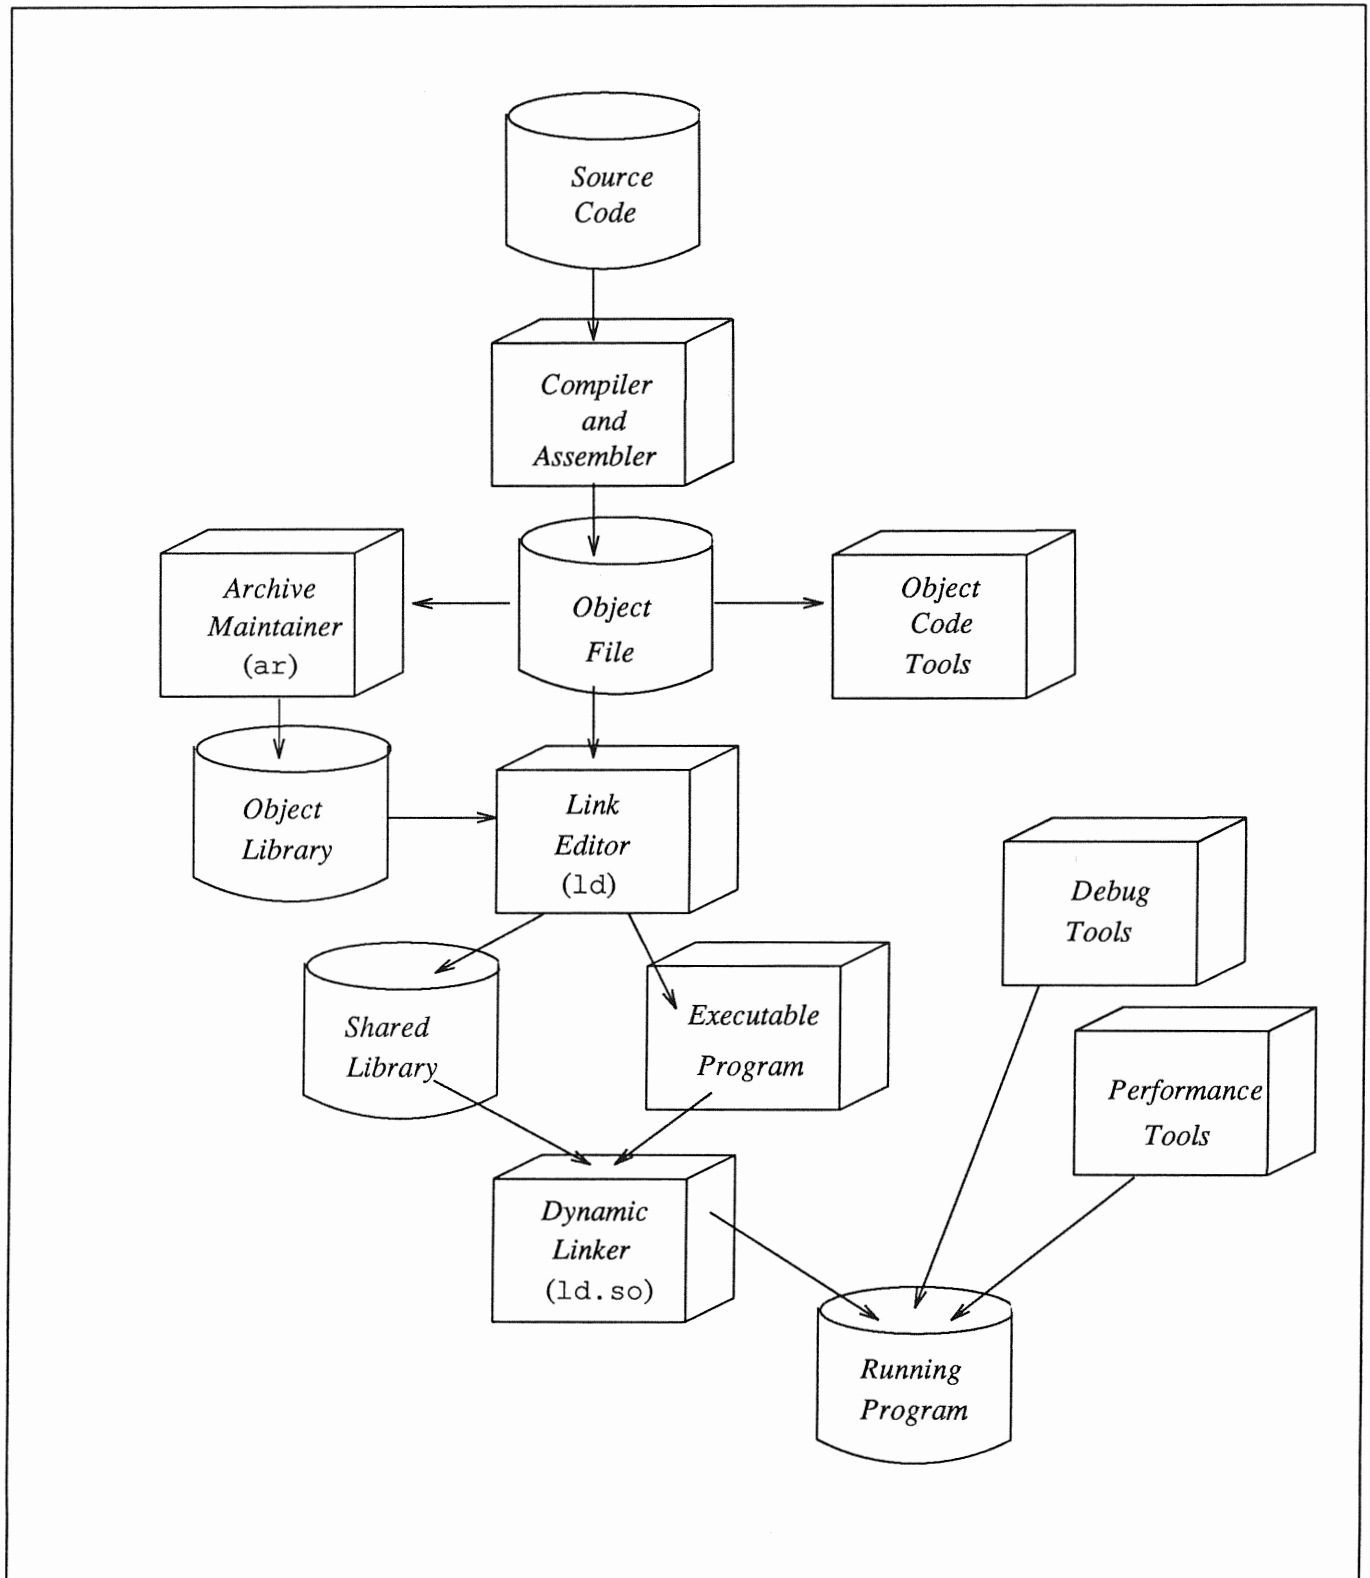 Source
Code
Compiler
and
Assembler
Archive
Maintainer
(ar)
Object
File
Object
Code
Tools
Object
Library
Link
Editor
(ld)
Debug
Tools
Shared
Library
Executable
Program
Performance
Tools
Dynamic
Linker
(ld.so)
Running
Program